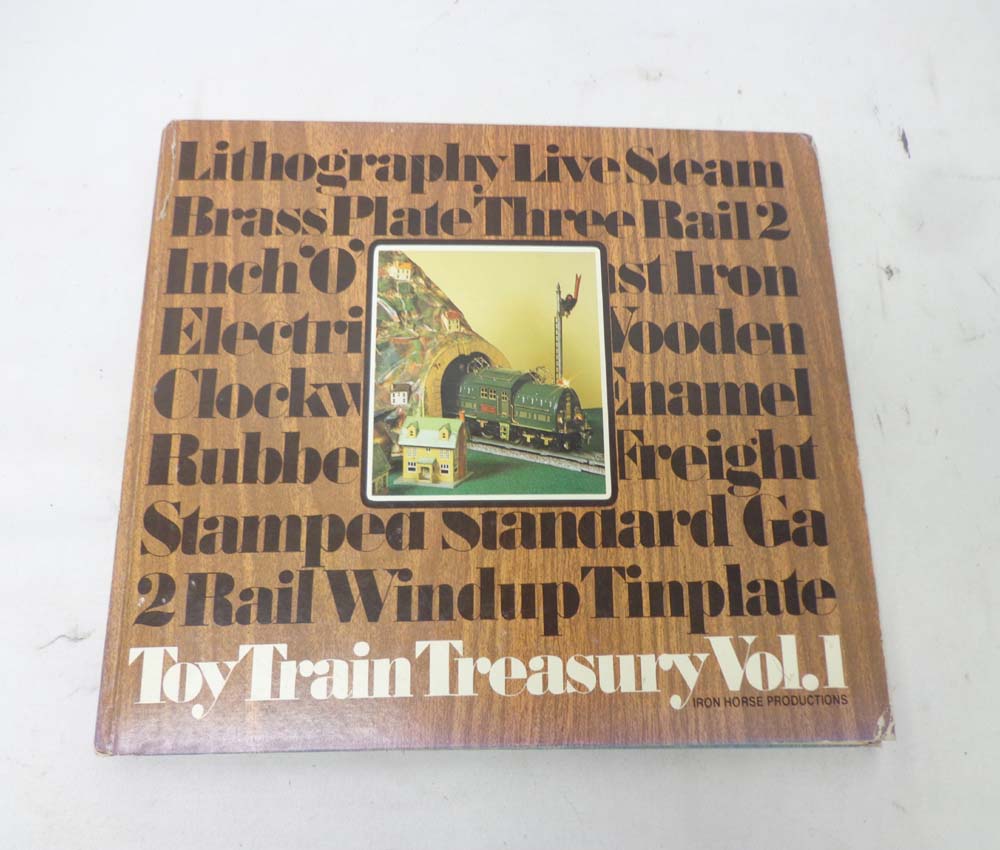 Lithography Live Steam
Brass Plate Three Rail 2
Inch 'O' ast Iron
Electri Wooden
Clockw Enamel
Rubbe Freight
Stamped Standard Ga
2 Rail Windup Tinplate
Toy Train Treasury Vol. 1
IRON HORSE PRODUCTIONS